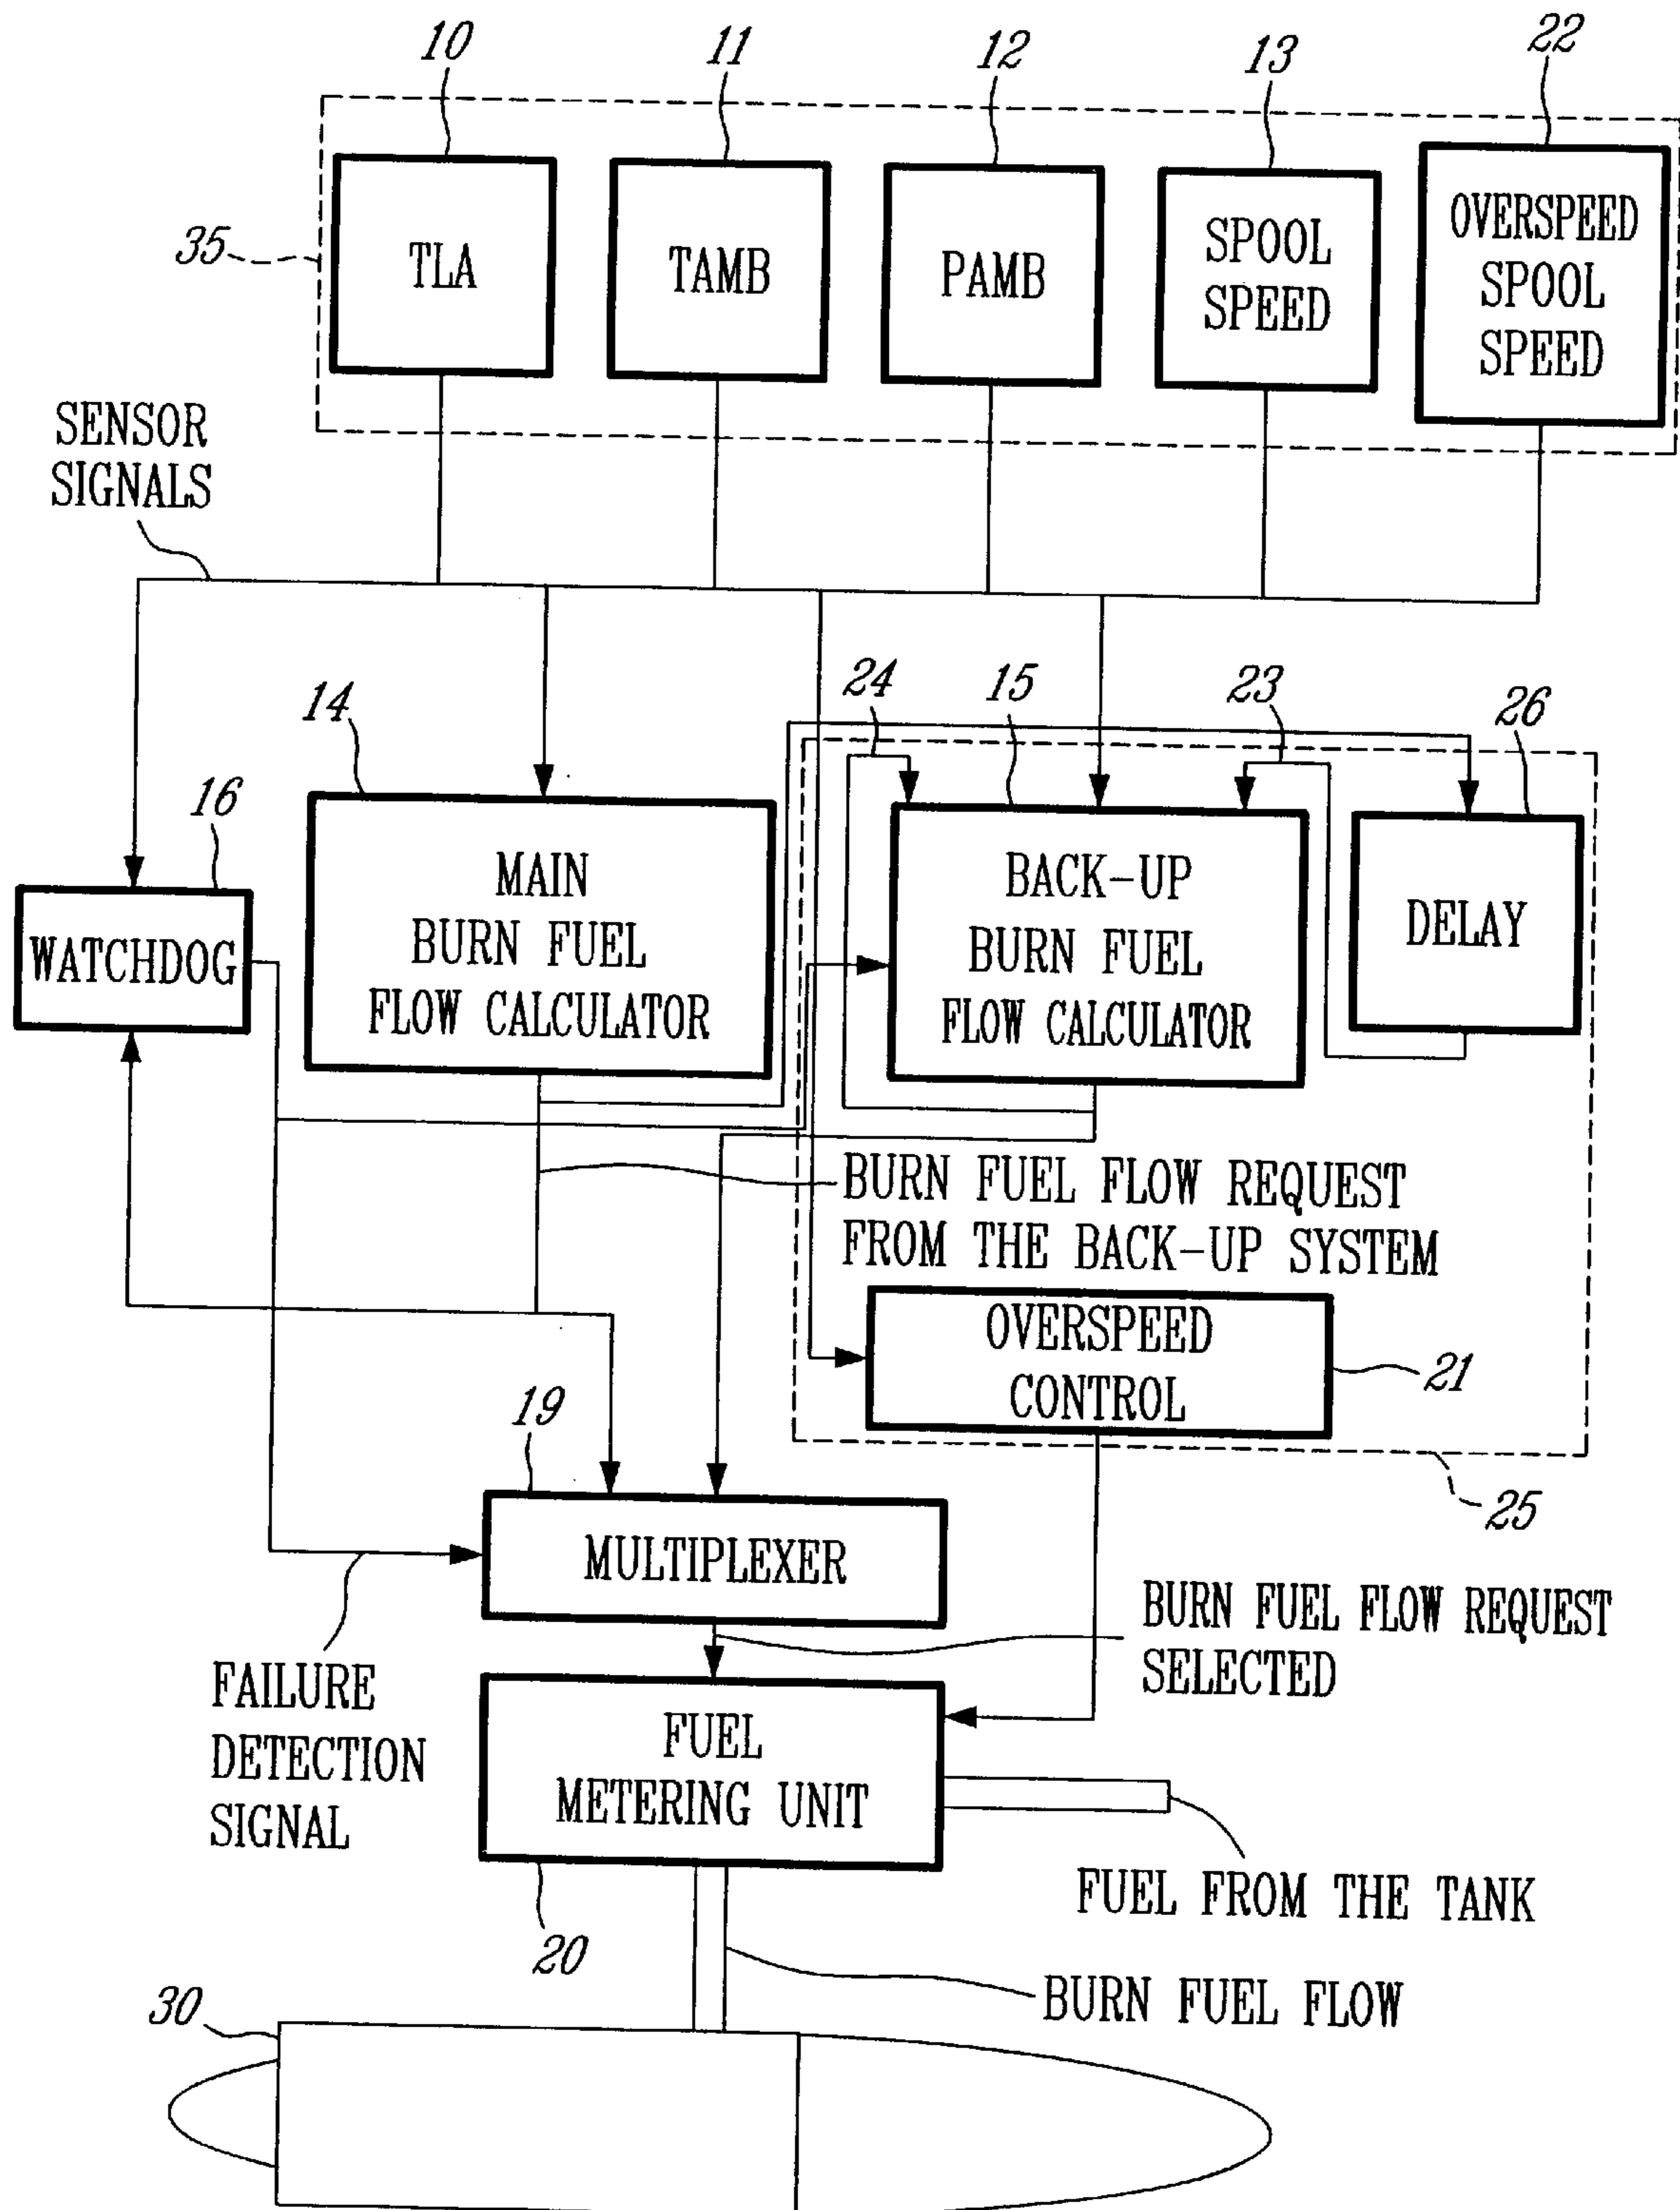 10
11
12
13
22
35
TLA
TAMB
PAMB
SPOOL
SPEED
OVERSPEED
SPOOL
SPEED
SENSOR
SIGNALS
24
15
23
26
14
16
WATCHDOG
MAIN
BURN FUEL
FLOW CALCULATOR
BACK-UP
BURN FUEL
FLOW CALCULATOR
DELAY
BURN FUEL FLOW REQUEST
FROM THE BACK-UP SYSTEM
OVERSPEED
CONTROL
21
19
25
MULTIPLEXER
BURN FUEL FLOW REQUEST
SELECTED
FAILURE
DETECTION
SIGNAL
FUEL
METERING UNIT
FUEL FROM THE TANK
20
BURN FUEL FLOW
30